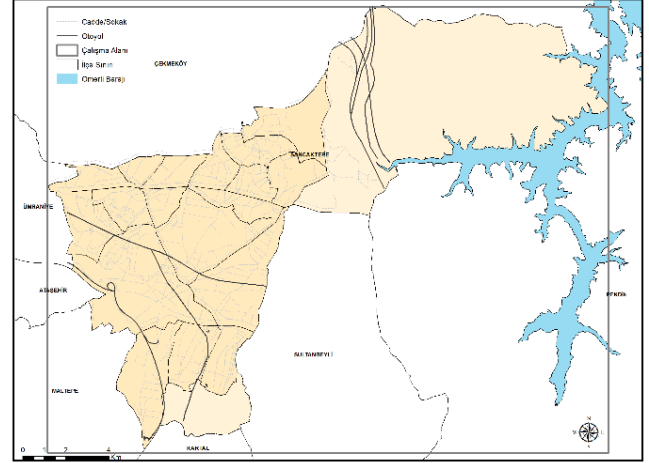 Cadde/Sokak
Otoyol
Çalışma Alanı
İlçe Sınırı
Ömerli Barajı
ÇEKMEKÖY
SANCAKTEPE
ÜMRANİYE
ATAŞEHİR
PENDİK
SULTANBEYLİ
MALTEPE
KARTAL
N
S
0 1 2 4
Km